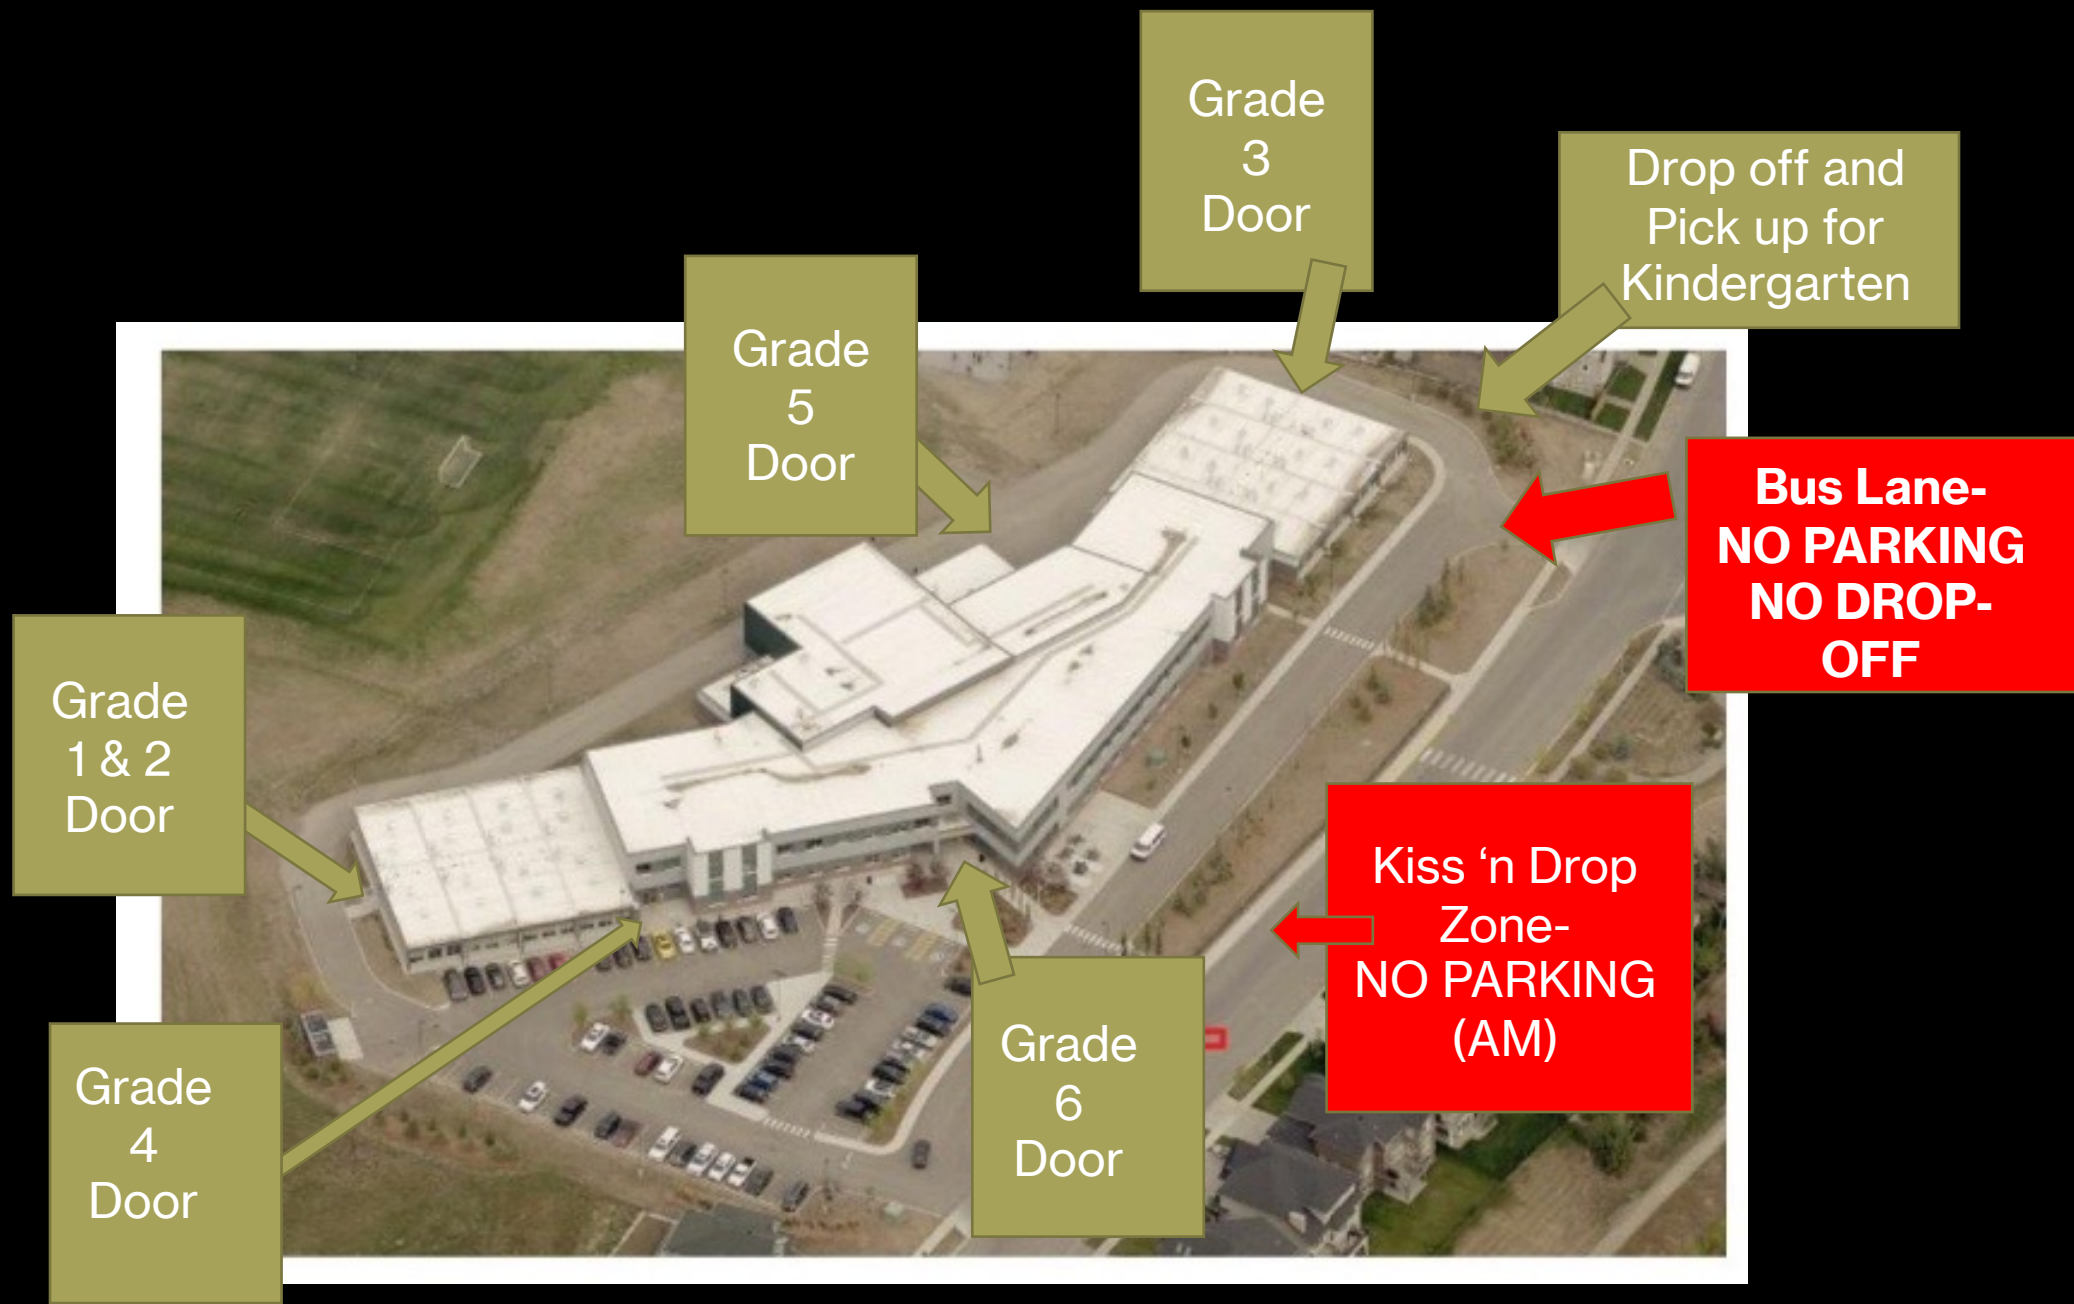 Grade
3
Door
Drop off and
Pick up for
Kindergarten
Grade
5
Door
Bus Lane-
NO PARKING
NO DROP-
OFF
Grade
1 & 2
Door
Kiss ‘n Drop
Zone-
NO PARKING
(AM)
Grade
4
Door
Grade
6
Door